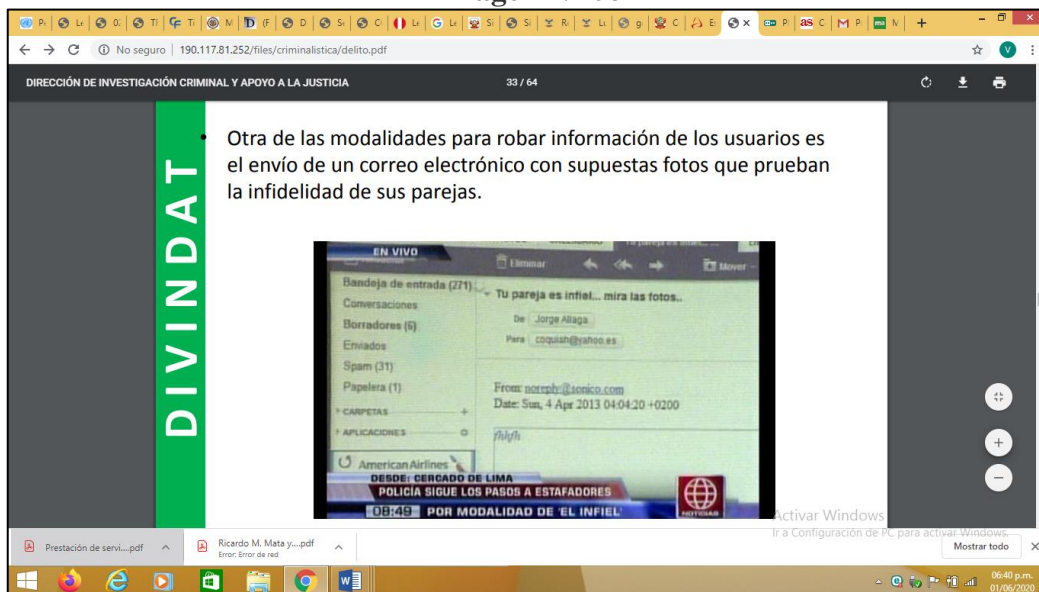 No seguro | 190.117.81.252/files/criminalistica/delito.pdf
DIRECCIÓN DE INVESTIGACIÓN CRIMINAL Y APOYO A LA JUSTICIA
33 / 64
DIVINDAT
• Otra de las modalidades para robar información de los usuarios es
el envío de un correo electrónico con supuestas fotos que prueban
la infidelidad de sus parejas.
EN VIVO
Eliminar
Mover
Bandeja de entrada (271)
Conversaciones
Borradores (6)
Enviados
Spam (31)
Papelera (1)
CARPETAS
APLICACIONES
American Airlines
Tu pareja es infiel... mira las fotos..
De Jorge Aliaga
Para coquiah@yahoo.es
From: noreply@sonico.com
Date: Sun, 4 Apr 2013 04:04:20 +0200
fhhfh
DESDE: CERCADO DE LIMA
POLICÍA SIGUE LOS PASOS A ESTAFADORES
08:49 POR MODALIDAD DE 'EL INFIEL'
NOTICIAS
Activar Windows
Ir a Configuración de PC para activar Windows.
Prestación de servi....pdf
Ricardo M. Mata y....pdf
Error: Error de red
Mostrar todo
06:40 p.m.
01/06/2020